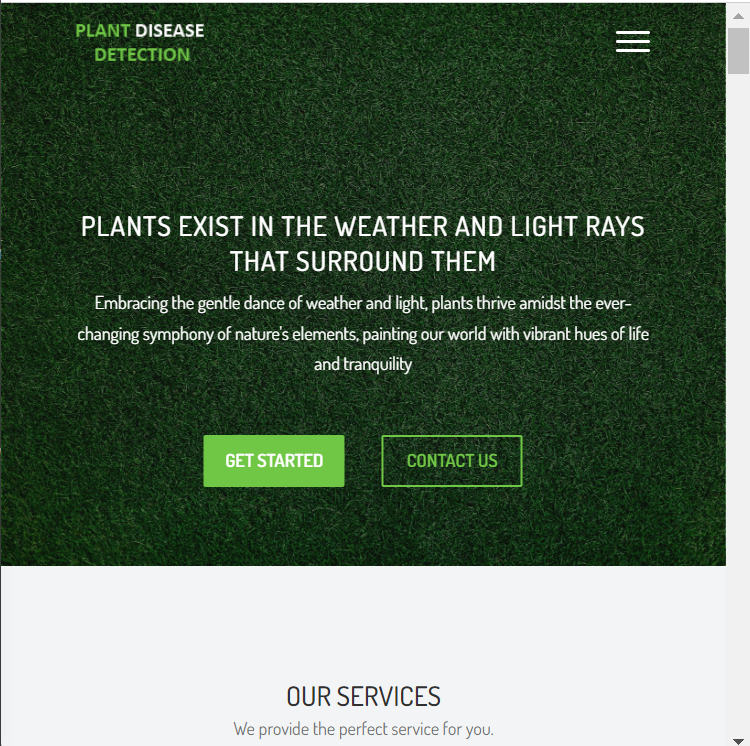 PLANT DISEASE
DETECTION
PLANTS EXIST IN THE WEATHER AND LIGHT RAYS
THAT SURROUND THEM
Embracing the gentle dance of weather and light, plants thrive amidst the ever-
changing symphony of nature's elements, painting our world with vibrant hues of life
and tranquility
GET STARTED
CONTACT US
OUR SERVICES
We provide the perfect service for you.